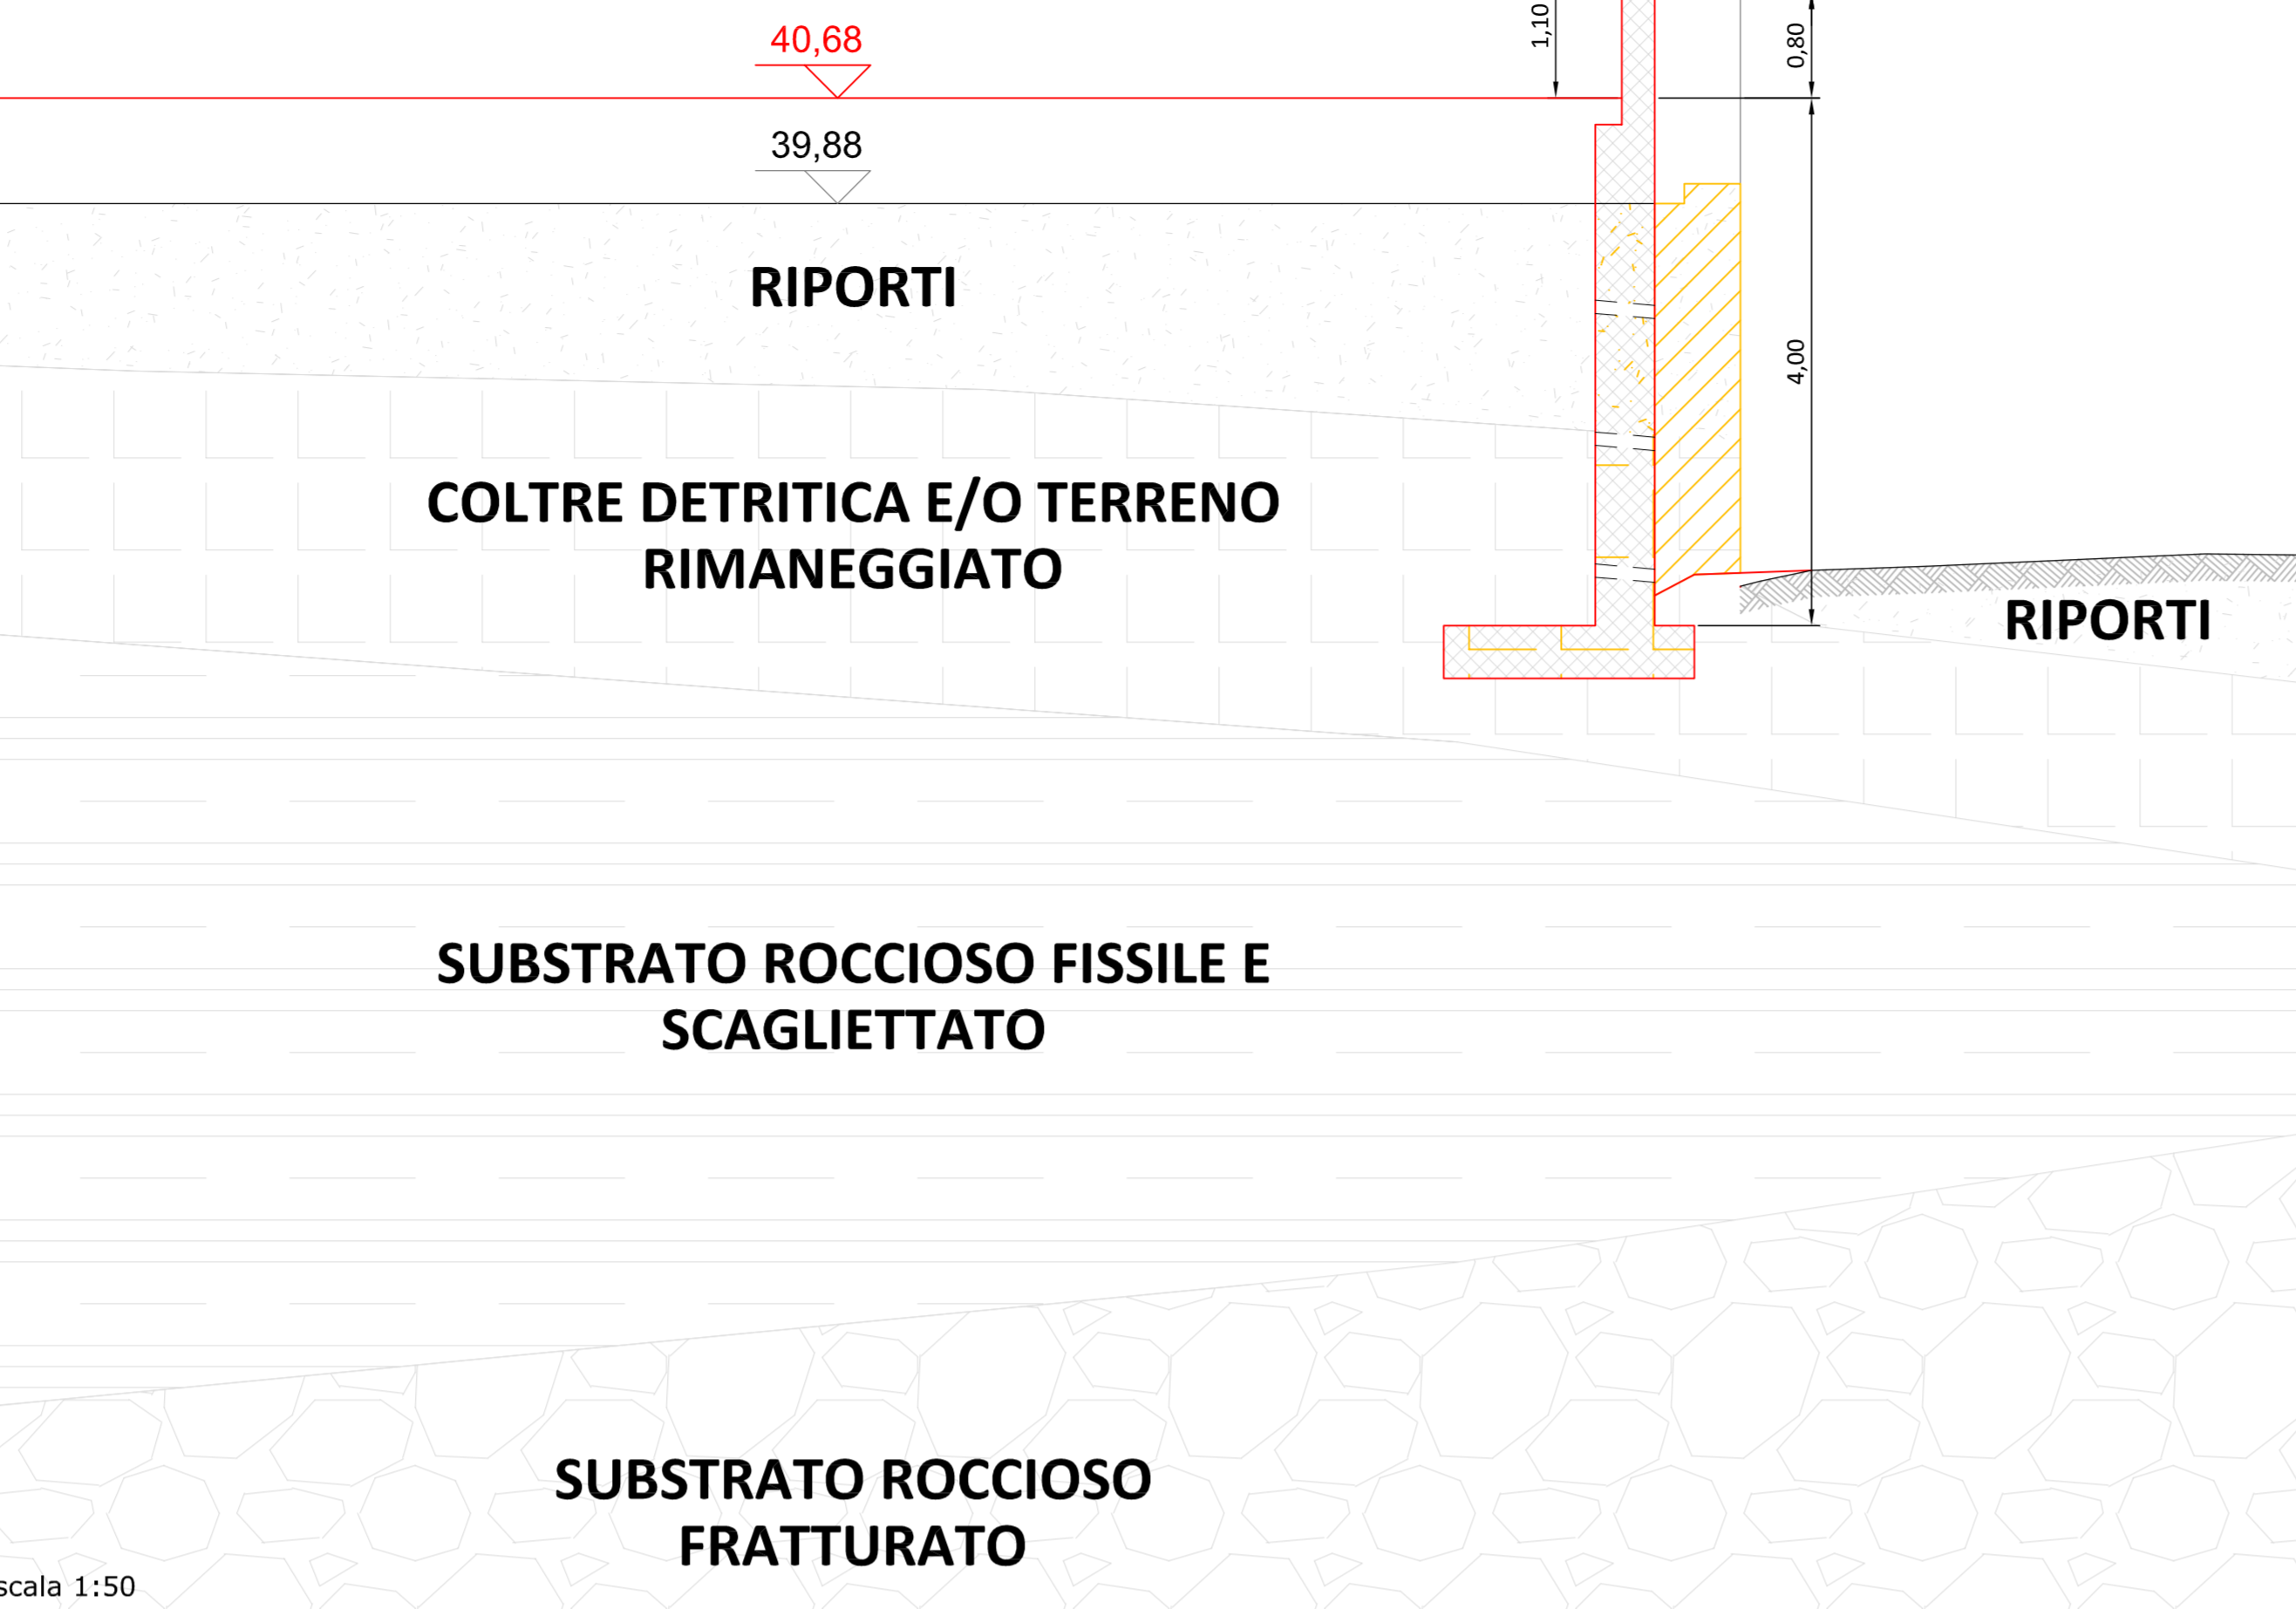 1,10
0,80
40,68
39,88
RIPORTI
4,00
COLTRE DETRITICA E/O TERRENO
RIMANEGGIATO
RIPORTI
SUBSTRATO ROCCIOSO FISSILE E
SCAGLIETTATO
SUBSTRATO ROCCIOSO
FRATTURATO
scala 1:50